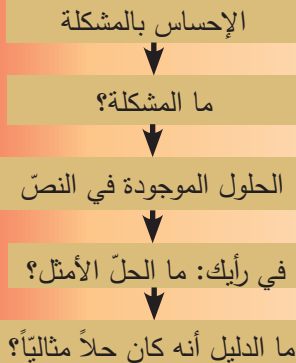 الإحساس بالمشكلة
ما المشكلة؟
الحلول الموجودة في النصّ
في رأيك: ما الحلّ الأمثل؟
ما الدليل أنه كان حلاً مثاليّاً؟